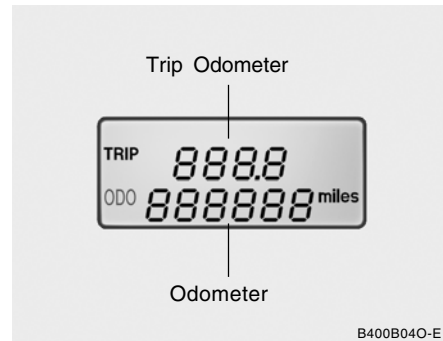 Trip Odometer
TRIP 888.8
ODO 888888 miles
Odometer
B400B04O-E